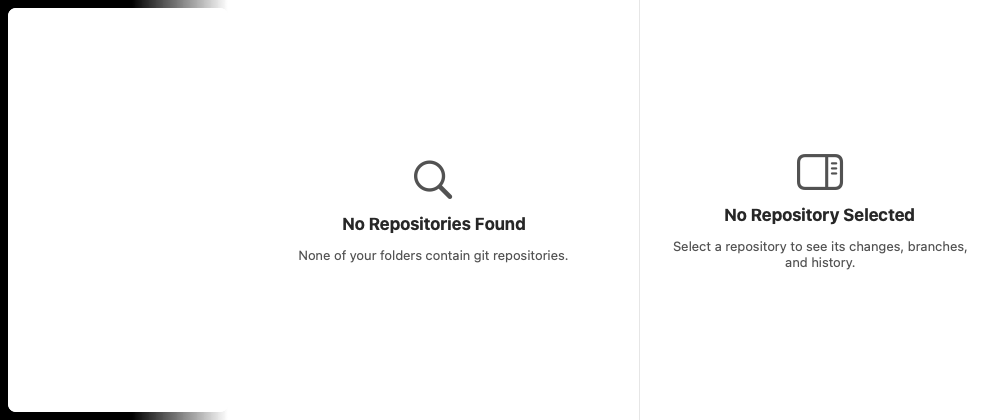 No Repositories Found
None of your folders contain git repositories.
No Repository Selected
Select a repository to see its changes, branches,
and history.